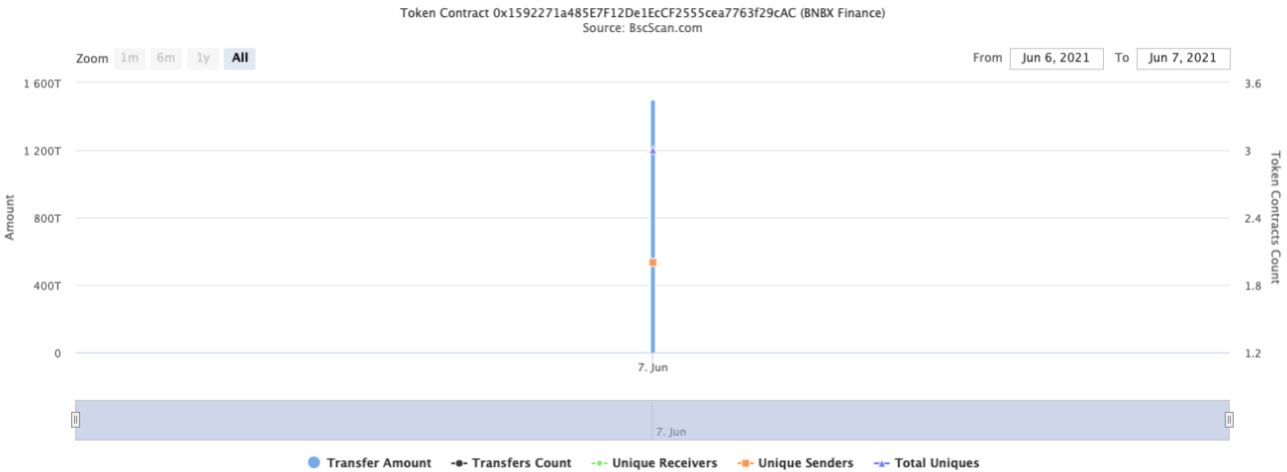 Token Contract 0x1592271a485E7F12De1EcCF2555cea7763f29cAC (BNBX Finance)
Source: BscScan.com
Zoom 1m 6m 1y All From Jun 6, 2021 To Jun 7, 2021
1 600T 3.6
1 200T 3
800T 2.4
400T 1.8
0 1.2
Amount
Token Contracts Count
7. Jun
7. Jun
Transfer Amount Transfers Count Unique Receivers Unique Senders Total Uniques